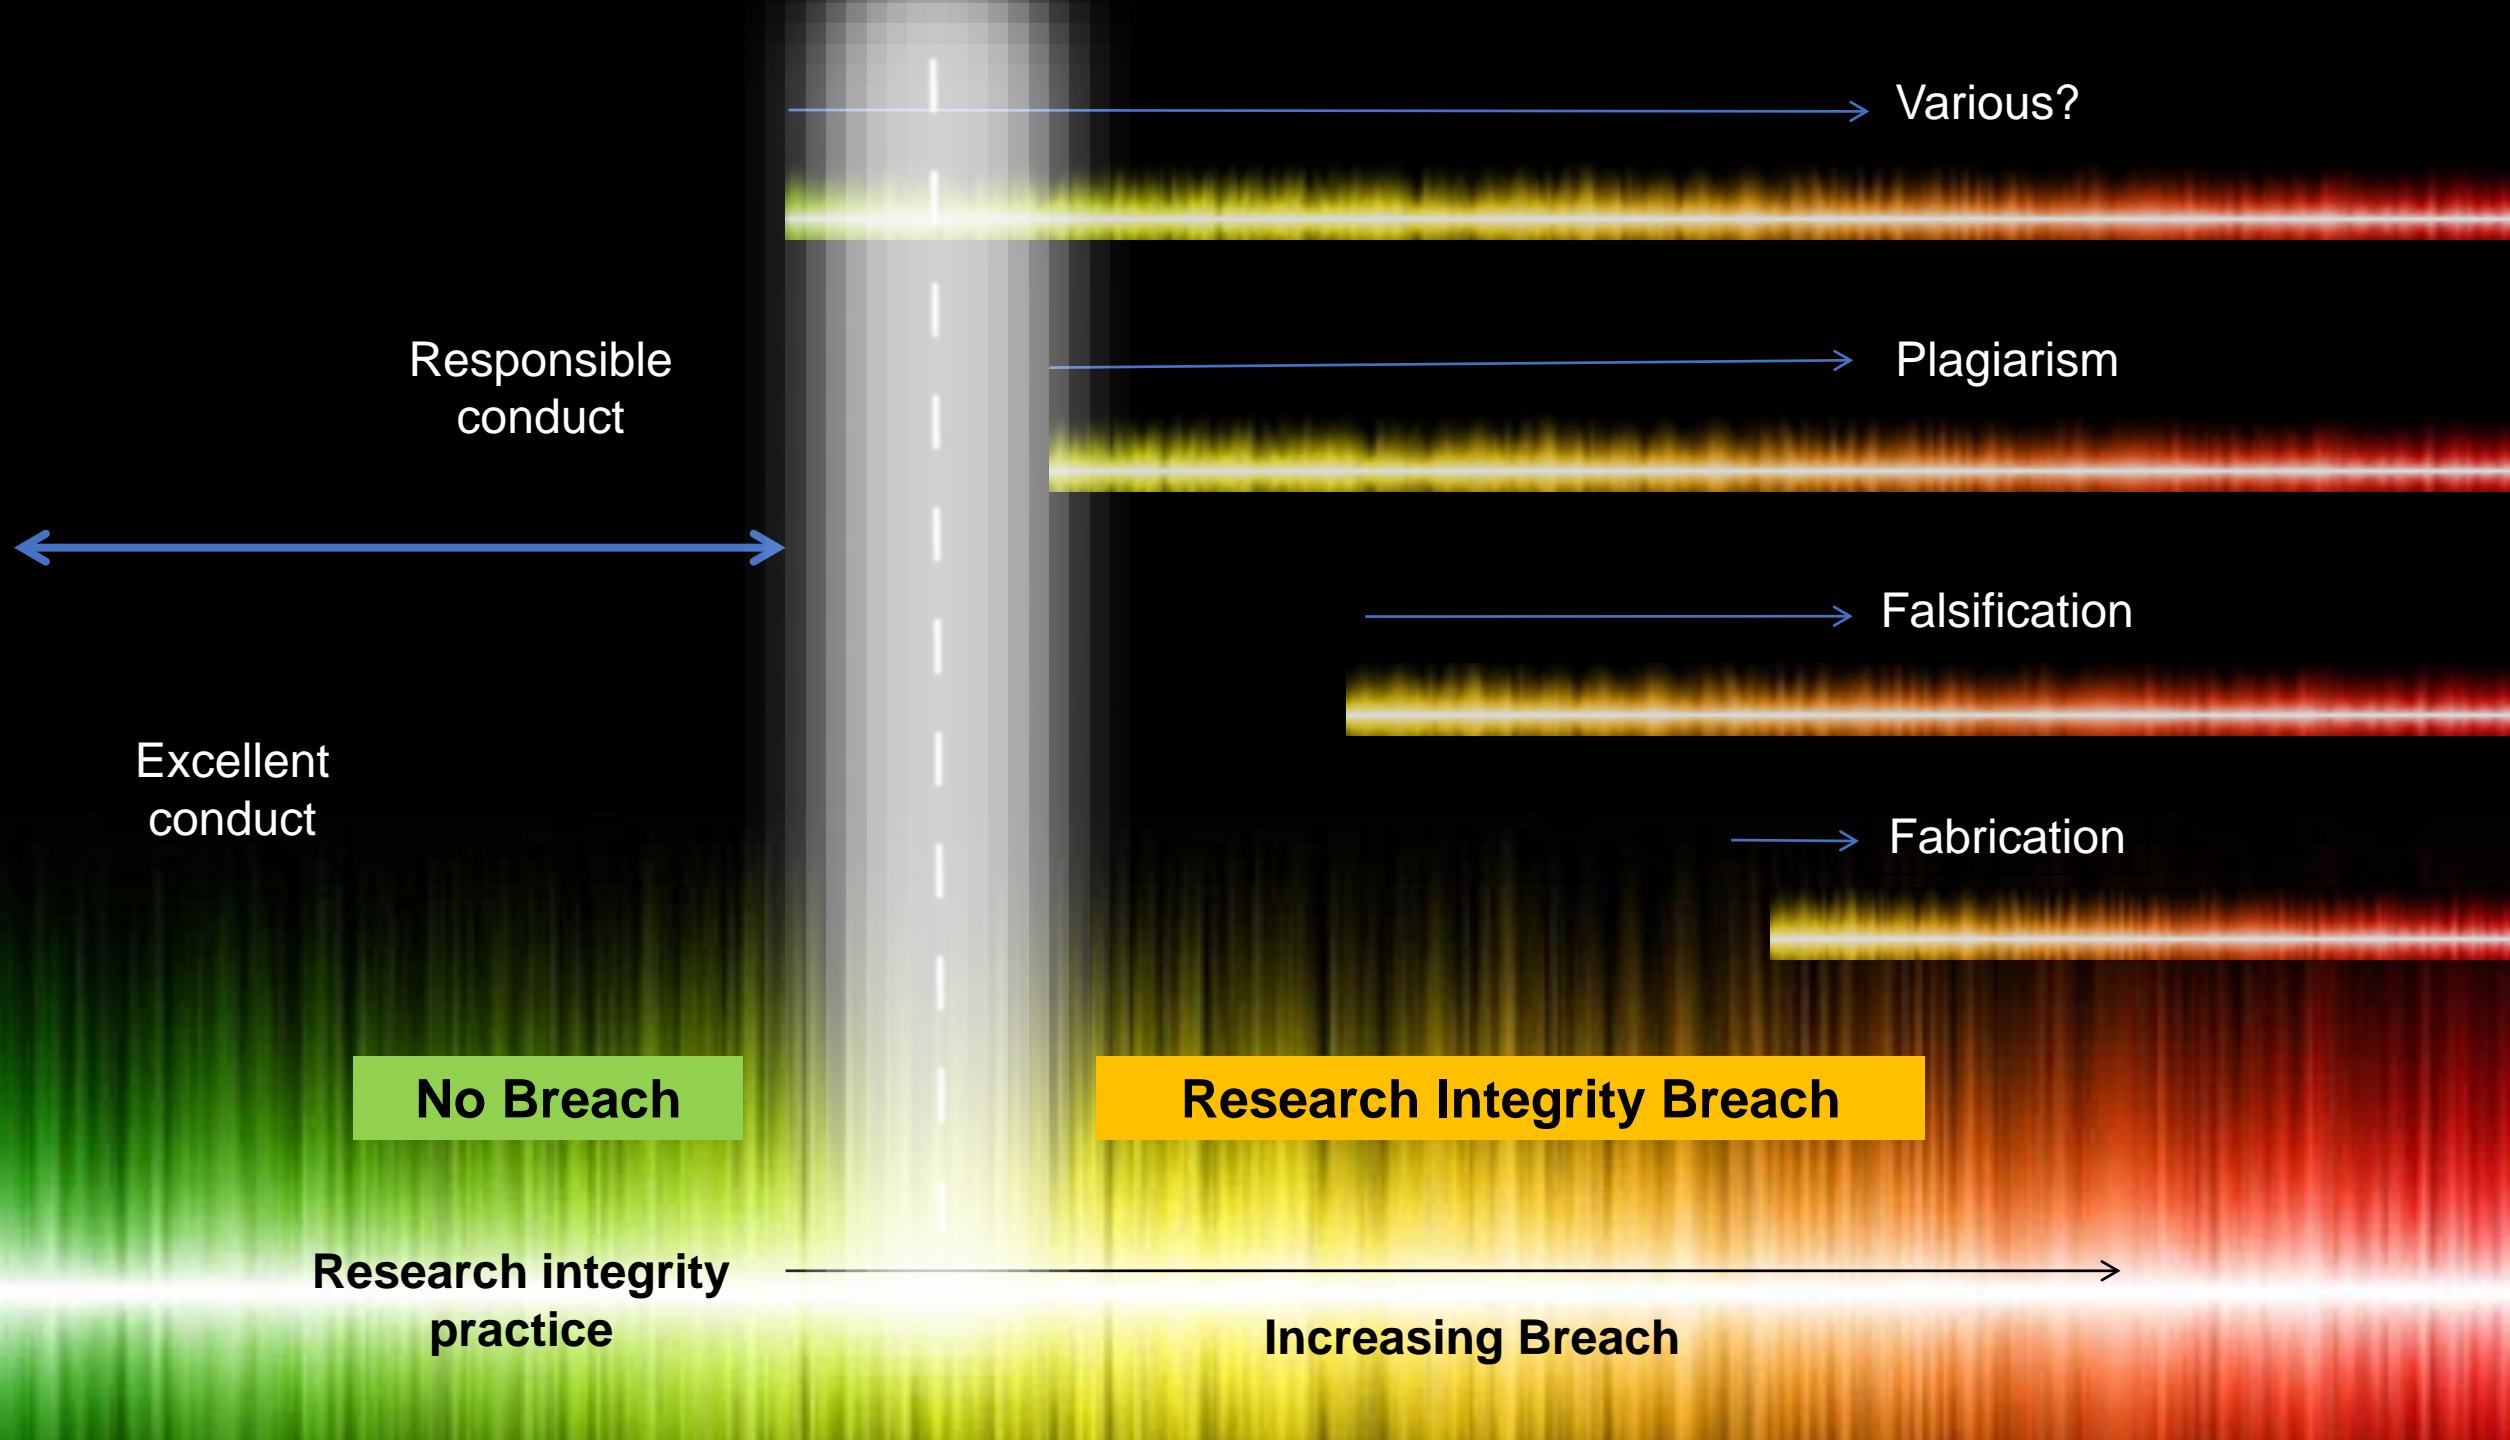 Various?
Responsible
conduct
Plagiarism
Falsification
Excellent
conduct
Fabrication
No Breach
Research Integrity Breach
Research integrity
practice
Increasing Breach